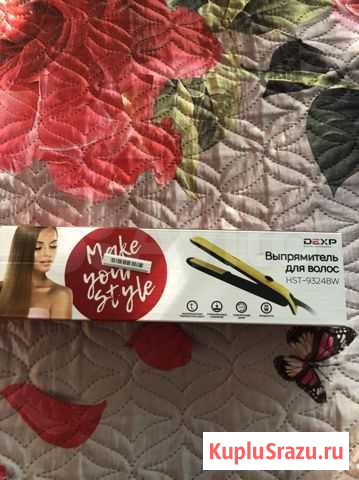 Make
your
style
DEXP
Выпрямитель
для волос
HST-9324BW
KupluSrazu.ru